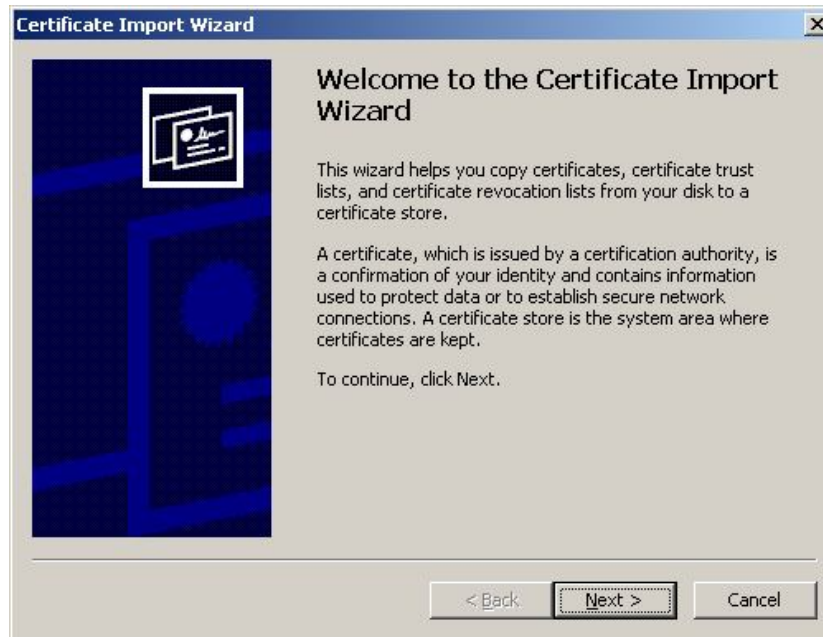 Certificate Import Wizard
Welcome to the Certificate Import
Wizard
This wizard helps you copy certificates, certificate trust
lists, and certificate revocation lists from your disk to a
certificate store.
A certificate, which is issued by a certification authority, is
a confirmation of your identity and contains information
used to protect data or to establish secure network
connections. A certificate store is the system area where
certificates are kept.
To continue, click Next.
< Back
Next >
Cancel